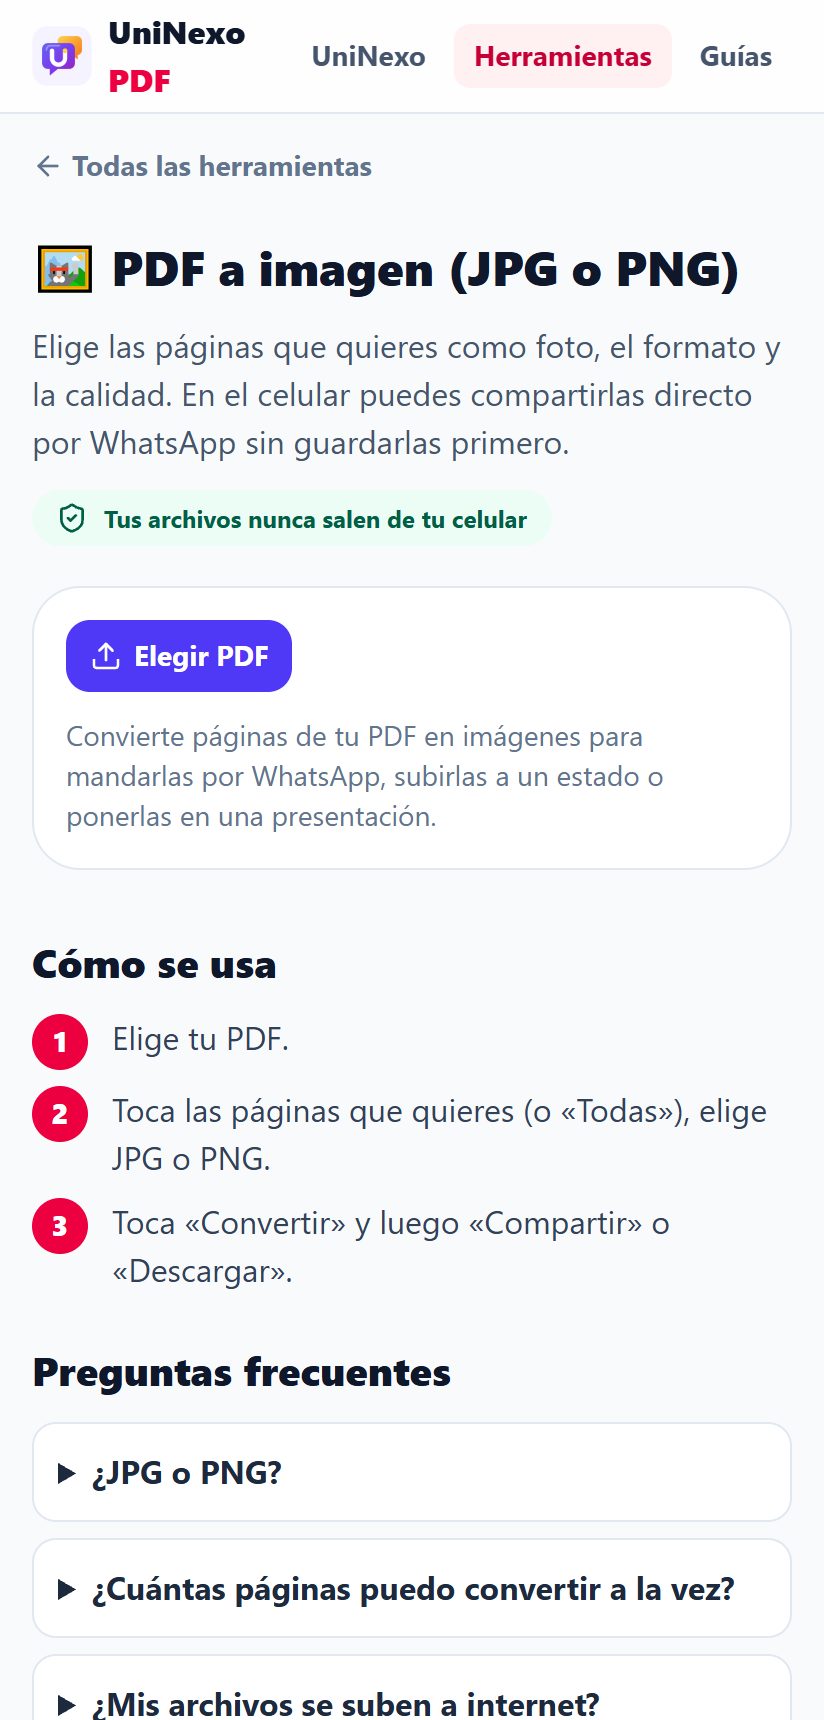 UniNexo
PDF
UniNexo
Herramientas
Guías
Todas las herramientas
PDF a imagen (JPG o PNG)
Elige las páginas que quieres como foto, el formato y
la calidad. En el celular puedes compartirlas directo
por WhatsApp sin guardarlas primero.
Tus archivos nunca salen de tu celular
Elegir PDF
Convierte páginas de tu PDF en imágenes para
mandarlas por WhatsApp, subirlas a un estado o
ponerlas en una presentación.
Cómo se usa
1 Elige tu PDF.
2 Toca las páginas que quieres (o «Todas»), elige
JPG o PNG.
3 Toca «Convertir» y luego «Compartir» o
«Descargar».
Preguntas frecuentes
¿JPG o PNG?
¿Cuántas páginas puedo convertir a la vez?
¿Mis archivos se suben a internet?